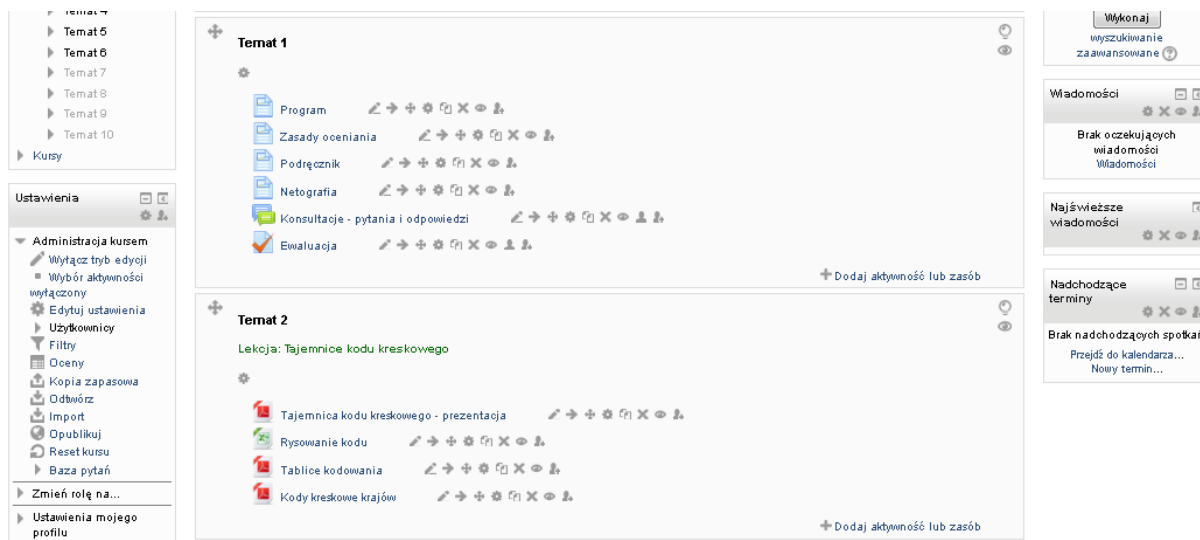 Temat 4
Temat 5
Temat 6
Temat 7
Temat 8
Temat 9
Temat 10
Kursy
Ustawienia
Administracja kursem
Wyłącz tryb edycji
Wybór aktywności
wyłączony
Edytuj ustawienia
Użytkownicy
Filtry
Oceny
Kopia zapasowa
Odtwórz
Import
Opublikuj
Reset kursu
Baza pytań
Zmień rolę na...
Ustawienia mojego
profilu
Temat 1
Program
Zasady oceniania
Podręcznik
Netografia
Konsultacje - pytania i odpowiedzi
Ewaluacja
Dodaj aktywność lub zasób
Temat 2
Lekcja: Tajemnice kodu kreskowego
Tajemnica kodu kreskowego - prezentacja
Rysowanie kodu
Tablice kodowania
Kody kreskowe krajów
Dodaj aktywność lub zasób
Wykonaj
wyszukiwanie
zaawansowane
Wiadomości
Brak oczekujących
wiadomości
Wiadomości
Najświeższe
wiadomości
Nadchodzące
terminy
Brak nadchodzących spotkań
Przejdź do kalendarza...
Nowy termin...